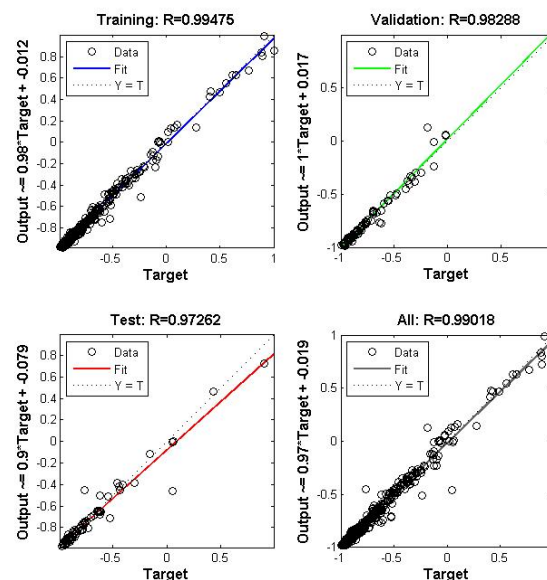 Training: R=0.99475
Output ~= 0.98*Target + -0.012
0.8
0.6
0.4
0.2
0
-0.2
-0.4
-0.6
-0.8
Data
Fit
Y = T
-0.5 0 0.5 1
Target
Validation: R=0.98288
Output ~= 1*Target + 0.017
1
0.5
0
-0.5
-1
Data
Fit
Y = T
-1 -0.5 0 0.5
Target
Test: R=0.97262
Output ~= 0.9*Target + -0.079
0.8
0.6
0.4
0.2
0
-0.2
-0.4
-0.6
-0.8
Data
Fit
Y = T
-0.5 0 0.5
Target
All: R=0.99018
Output ~= 0.97*Target + -0.019
1
0.5
0
-0.5
-1
Data
Fit
Y = T
-1 -0.5 0 0.5
Target